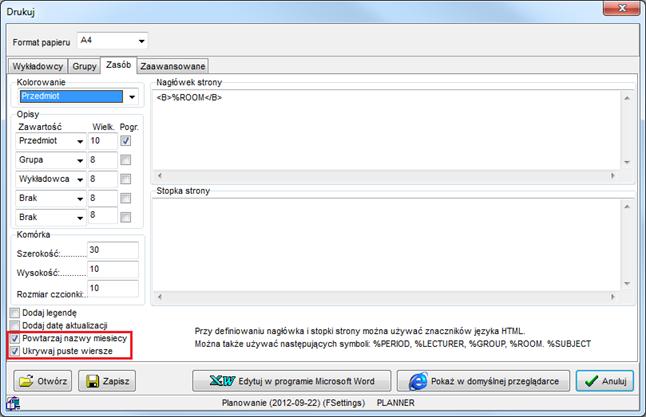 Drukuj
Format papieru A4
Wykładowcy Grupy Zasób Zaawansowane
Kolorowanie
Przedmiot
Opisy
Zawartość Wielk. Pogr.
Przedmiot 10
Grupa 8
Wykładowca 8
Brak 8
Brak 8
Komórka
Szerokość:............ 30
Wysokość:............ 10
Rozmiar czcionki:.. 10
Nagłówek strony
<B>%ROOM</B>
Stopka strony
Dodaj legendę
Dodaj datę aktualizacji
Powtarzaj nazwy miesiecy
Ukrywaj puste wiersze
Przy definiowaniu nagłówka i stopki strony można używać znaczników języka HTML.
Można także używać następujących symboli: %PERIOD, %LECTURER, %GROUP, %ROOM. %SUBJECT
Otwórz Zapisz Edytuj w programie Microsoft Word Pokaż w domyślnej przeglądarce Anuluj
Planowanie (2012-09-22) (FSettings) PLANNER